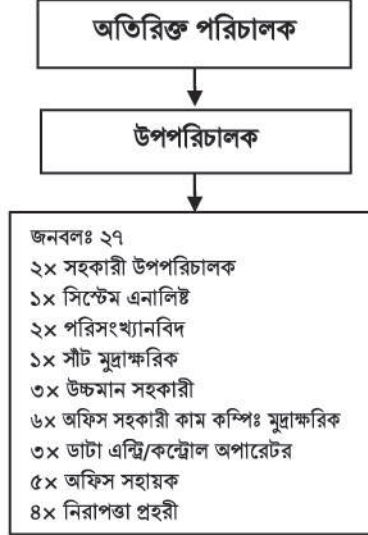 অতিরিক্ত পরিচালক
উপপরিচালক
জনবলঃ ২৭
২× সহকারী উপপরিচালক
১× সিস্টেম এনালিষ্ট
২× পরিসংখ্যানবিদ
১× সাঁট মুদ্রাক্ষরিক
৩× উচ্চমান সহকারী
৬× অফিস সহকারী কাম কম্পিঃ মুদ্রাক্ষরিক
৩× ডাটা এন্ট্রি/কন্ট্রোল অপারেটর
৫× অফিস সহায়ক
৪× নিরাপত্তা প্রহরী